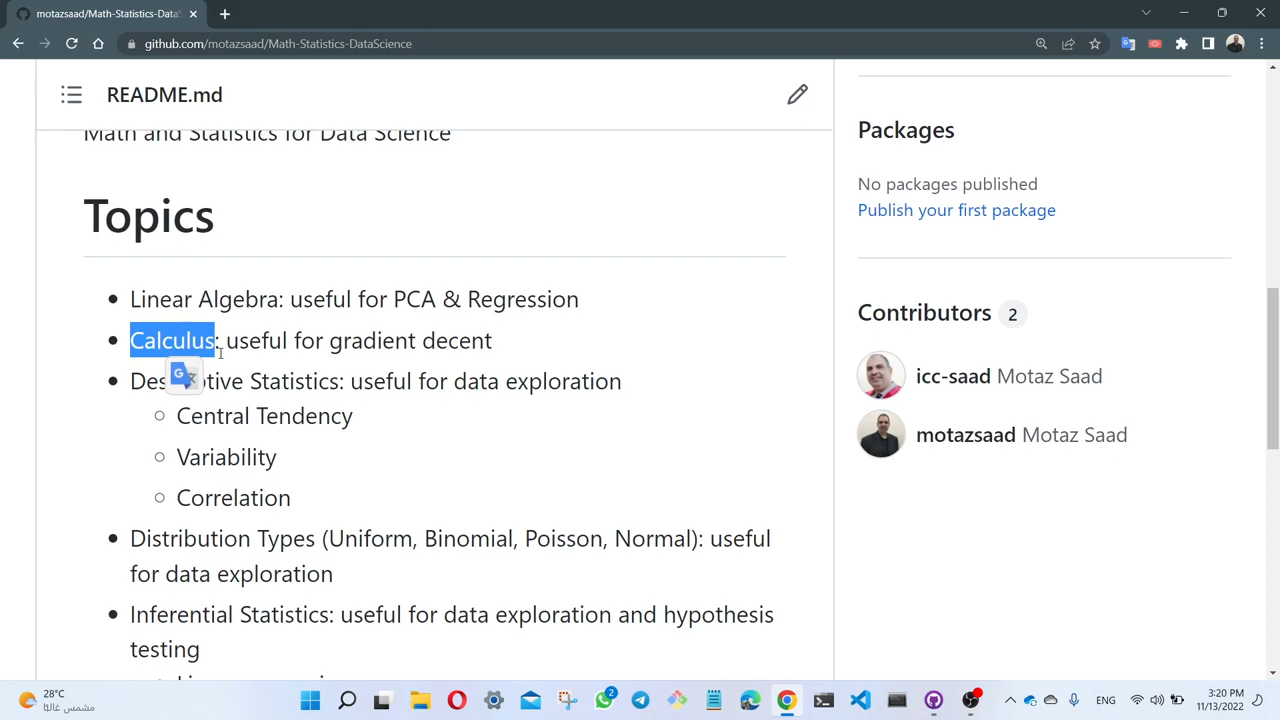 motazsaad/Math-Statistics-DataS
github.com/motazsaad/Math-Statistics-DataScience
README.md
Math and Statistics for Data Science
Topics
Linear Algebra: useful for PCA & Regression
Calculus: useful for gradient decent
Descriptive Statistics: useful for data exploration
Central Tendency
Variability
Correlation
Distribution Types (Uniform, Binomial, Poisson, Normal): useful
for data exploration
Inferential Statistics: useful for data exploration and hypothesis
testing
Packages
No packages published
Publish your first package
Contributors 2
icc-saad Motaz Saad
motazsaad Motaz Saad
28°C
مشمس غالبًا
2
ENG
3:20 PM
11/13/2022